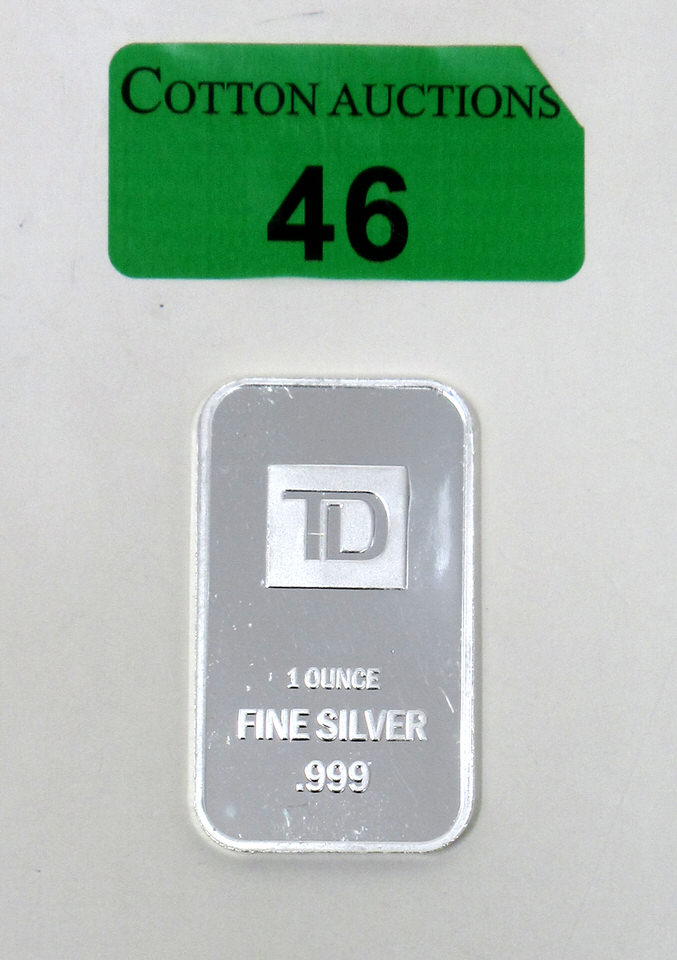 COTTON AUCTIONS
46
TD
1 OUNCE
FINE SILVER
.999